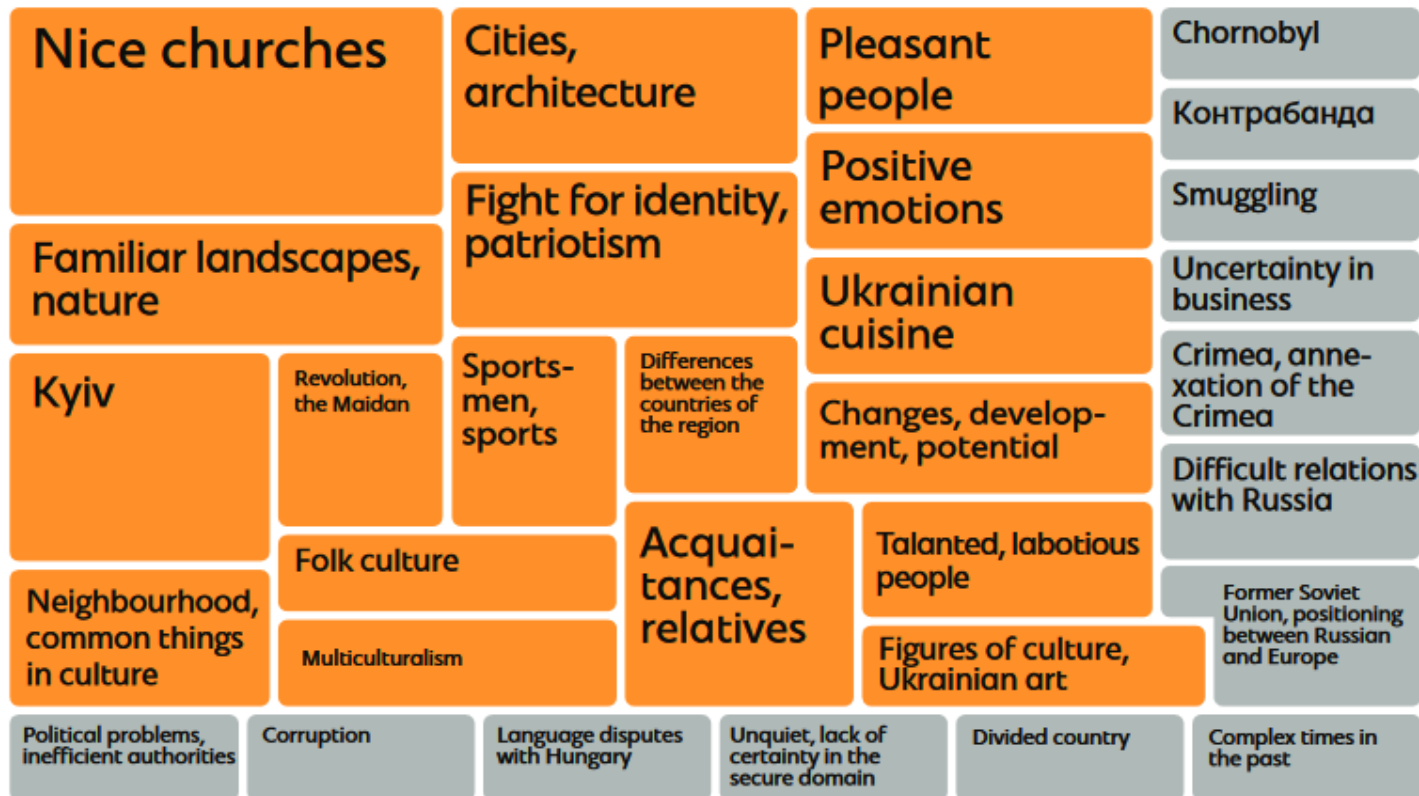 Nice churches
Cities,
architecture
Pleasant
people
Chornobyl
Контрабанда
Smuggling
Positive
emotions
Fight for identity,
patriotism
Familiar landscapes,
nature
Ukrainian
cuisine
Uncertainty in
business
Crimea, anne-
xation of the
Crimea
Kyiv
Revolution,
the Maidan
Sports-
men,
sports
Differences
between the
countries of
the region
Changes, develop-
ment, potential
Difficult relations
with Russia
Folk culture
Acquai-
tances,
relatives
Talanted, labotious
people
Neighbourhood,
common things
in culture
Multiculturalism
Figures of culture,
Ukrainian art
Former Soviet
Union, positioning
between Russian
and Europe
Political problems,
inefficient authorities
Corruption
Language disputes
with Hungary
Unquiet, lack of
certainty in the
secure domain
Divided country
Complex times in
the past